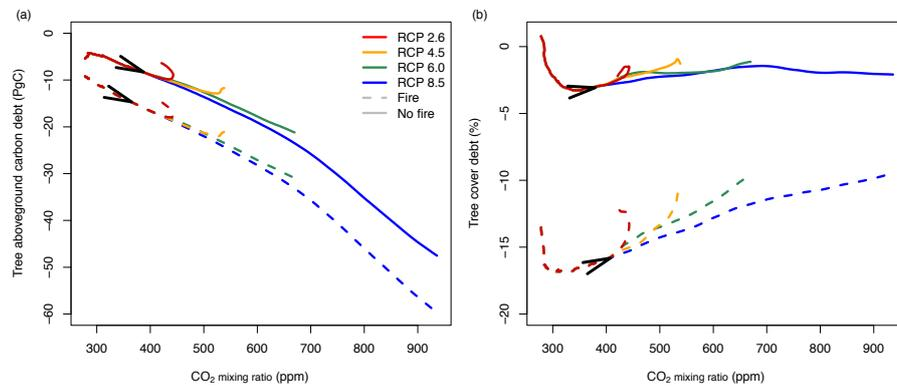 (a)
(b)
0
−10
−20
−30
−40
−50
−60
Tree aboveground carbon debt (PgC)
RCP 2.6
RCP 4.5
RCP 6.0
RCP 8.5
Fire
No fire
300 400 500 600 700 800 900
CO2 mixing ratio (ppm)
0
−5
−10
−15
−20
Tree cover debt (%)
300 400 500 600 700 800 900
CO2 mixing ratio (ppm)